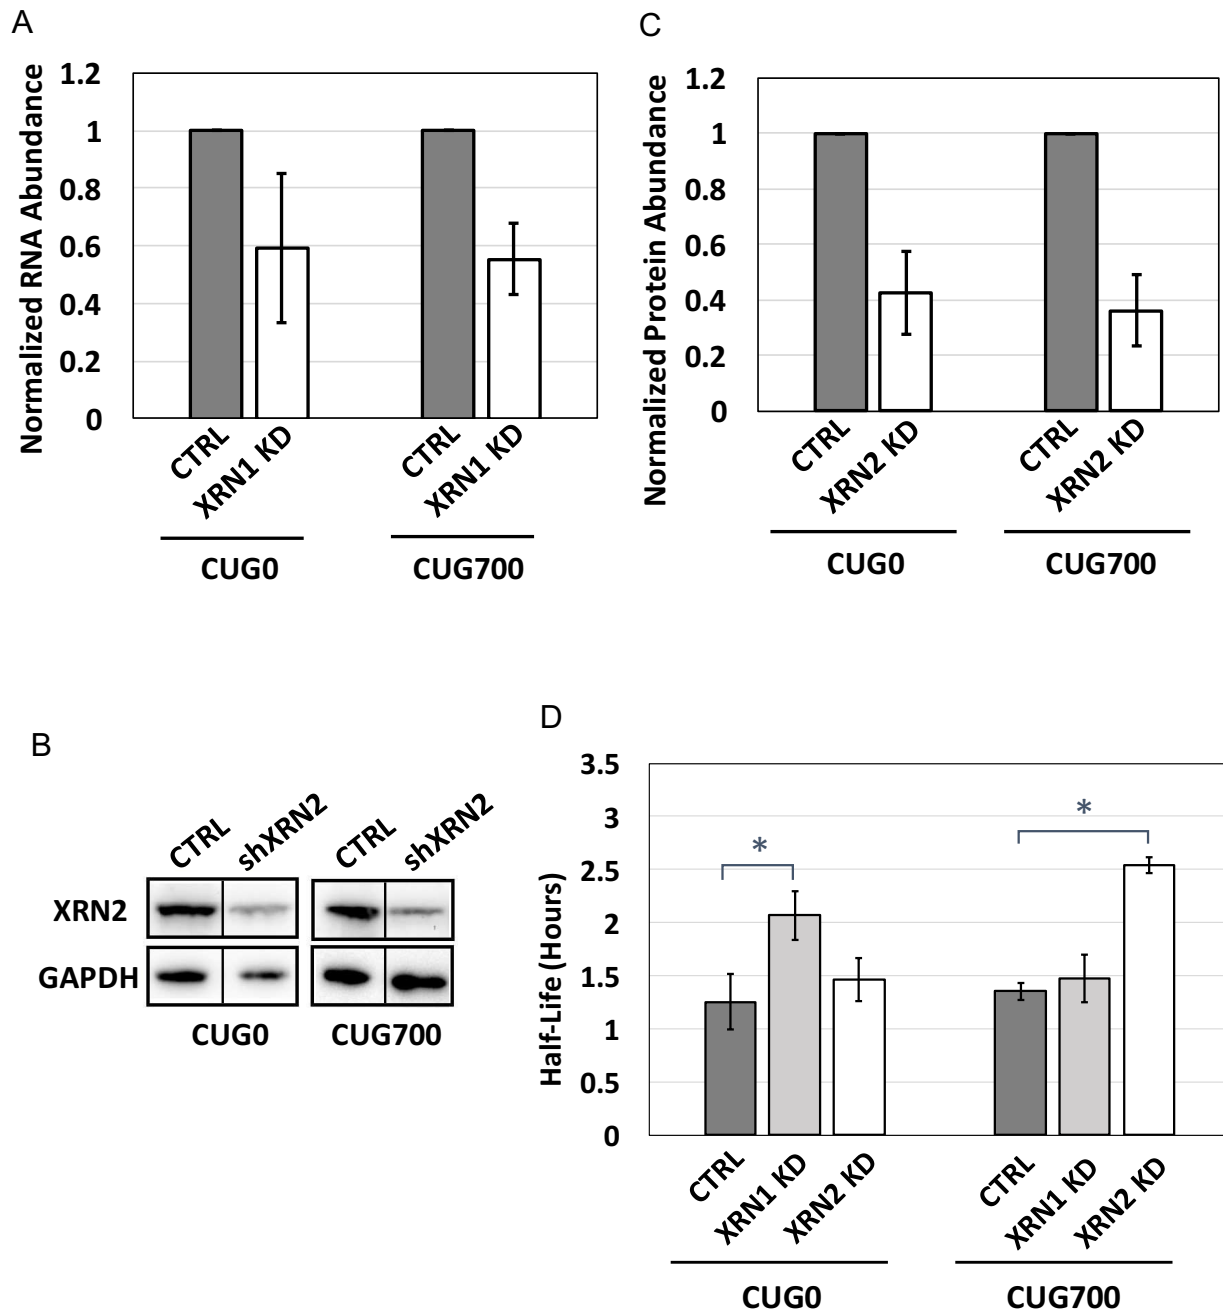 A
Normalized RNA Abundance
1.2
1
0.8
0.6
0.4
0.2
0
CTRL
XRN1 KD
CTRL
XRN1 KD
CUG0
CUG700
C
Normalized Protein Abundance
1.2
1
0.8
0.6
0.4
0.2
0
CTRL
XRN2 KD
CTRL
XRN2 KD
CUG0
CUG700
B
CTRL
shXRN2
CTRL
shXRN2
XRN2
GAPDH
CUG0
CUG700
D
Half-Life (Hours)
3.5
3
2.5
2
1.5
1
0.5
0
*
*
CTRL
XRN1 KD
XRN2 KD
CTRL
XRN1 KD
XRN2 KD
CUG0
CUG700